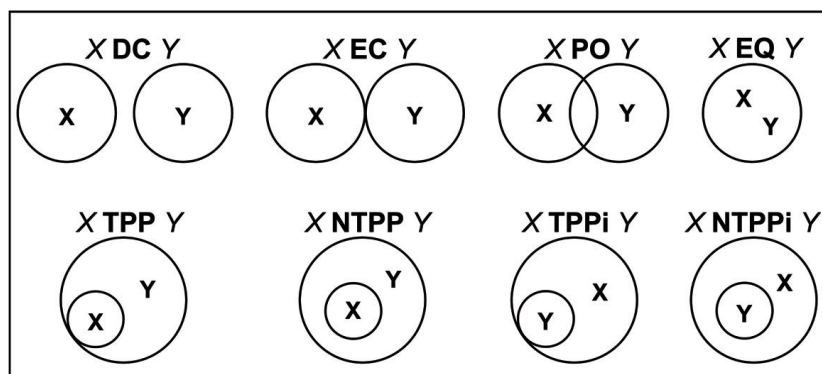 X DC Y X EC Y X PO Y X EQ Y
X Y X Y X Y X Y
X TPP Y X NTPP Y X TPPi Y X NTPPi Y
X Y X Y Y X Y X